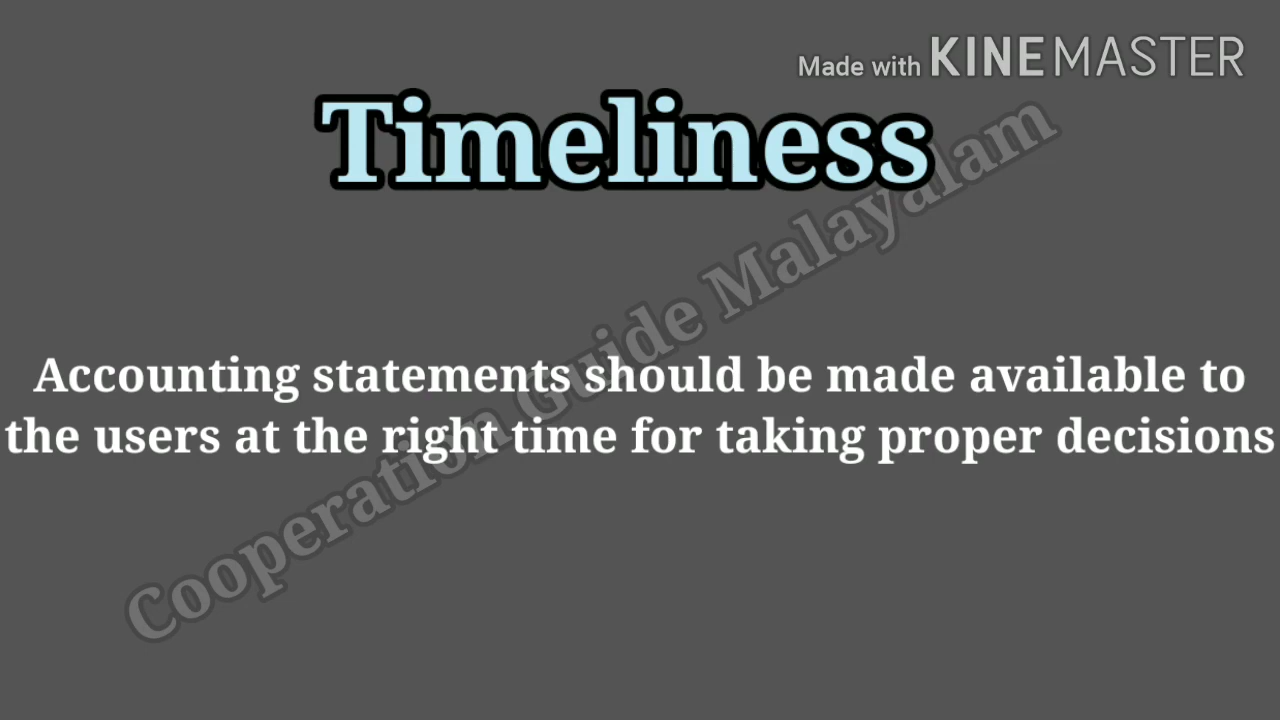 Made with KINEMASTER
Timeliness
Cooperation Guide Malayalam
Accounting statements should be made available to
the users at the right time for taking proper decisions